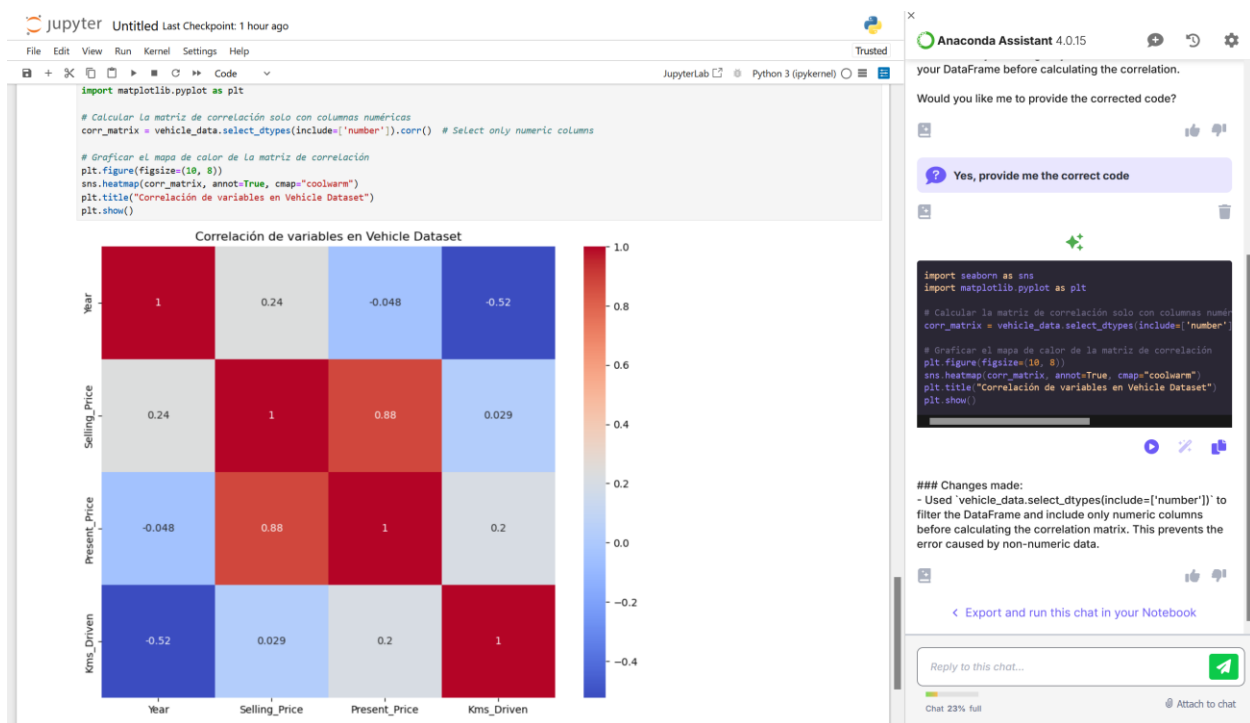 jupyter Untitled Last Checkpoint: 1 hour ago
File Edit View Run Kernel Settings Help
Trusted
Code
JupyterLab
Python 3 (ipykernel)
import matplotlib.pyplot as plt
# Calcular la matriz de correlación solo con columnas numéricas
corr_matrix = vehicle_data.select_dtypes(include=['number']).corr()  # Select only numeric columns
# Graficar el mapa de calor de la matriz de correlación
plt.figure(figsize=(10, 8))
sns.heatmap(corr_matrix, annot=True, cmap="coolwarm")
plt.title("Correlación de variables en Vehicle Dataset")
plt.show()
Correlación de variables en Vehicle Dataset
Year
1
0.24
-0.048
-0.52
Selling_Price
0.24
1
0.88
0.029
Present_Price
-0.048
0.88
1
0.2
Kms_Driven
-0.52
0.029
0.2
1
Year
Selling_Price
Present_Price
Kms_Driven
1.0
0.8
0.6
0.4
0.2
0.0
−0.2
−0.4
Anaconda Assistant 4.0.15
your DataFrame before calculating the correlation.
Would you like me to provide the corrected code?
Yes, provide me the correct code
import seaborn as sns
import matplotlib.pyplot as plt
# Calcular la matriz de correlación solo con columnas numér
corr_matrix = vehicle_data.select_dtypes(include=['number']
# Graficar el mapa de calor de la matriz de correlación
plt.figure(figsize=(10, 8))
sns.heatmap(corr_matrix, annot=True, cmap="coolwarm")
plt.title("Correlación de variables en Vehicle Dataset")
plt.show()
### Changes made:
- Used `vehicle_data.select_dtypes(include=['number'])` to
filter the DataFrame and include only numeric columns
before calculating the correlation matrix. This prevents the
error caused by non-numeric data.
Export and run this chat in your Notebook
Reply to this chat...
Chat 23% full
Attach to chat